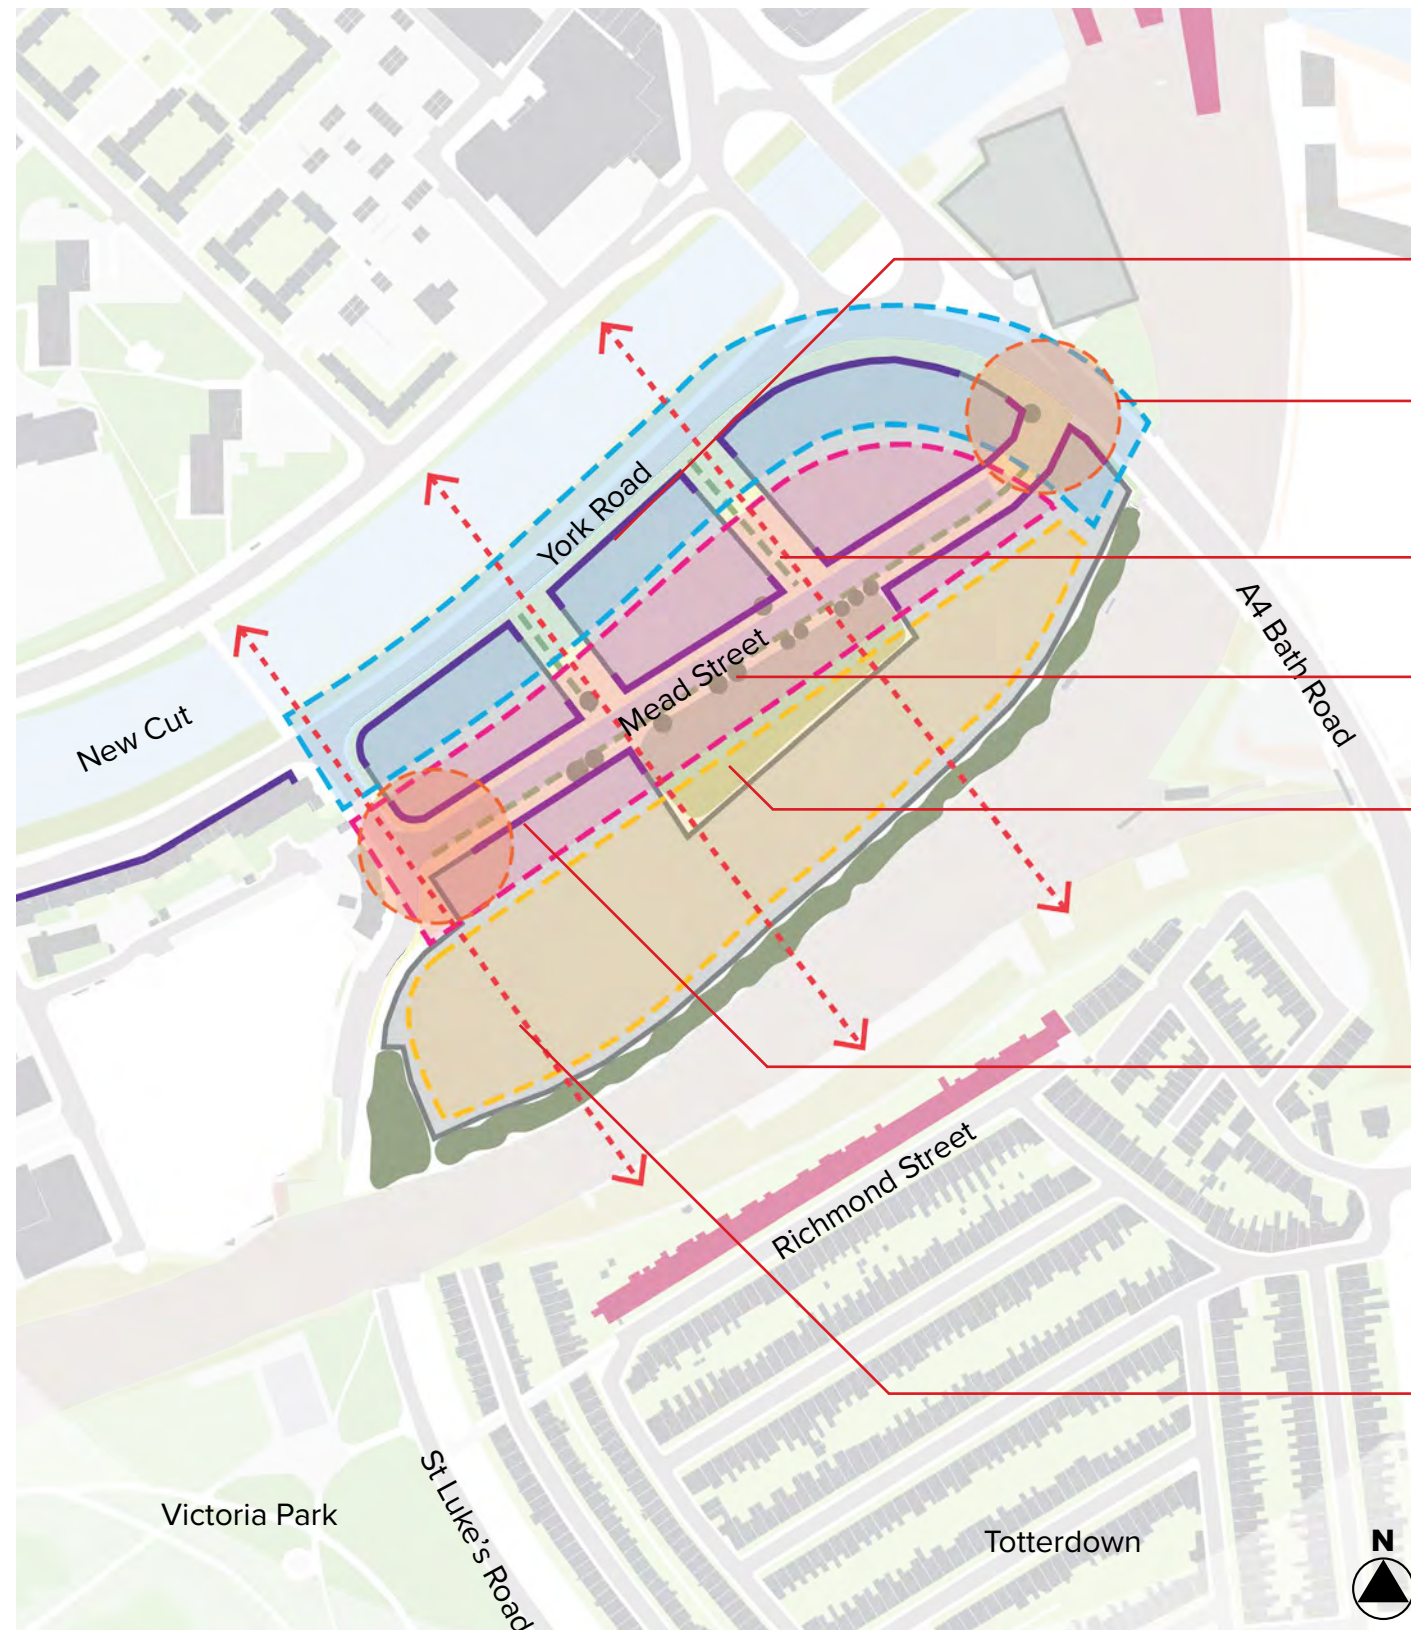 York Road
A4 Bath Road
Mead Street
New Cut
Richmond Street
St Luke's Road
Victoria Park
Totterdown
N